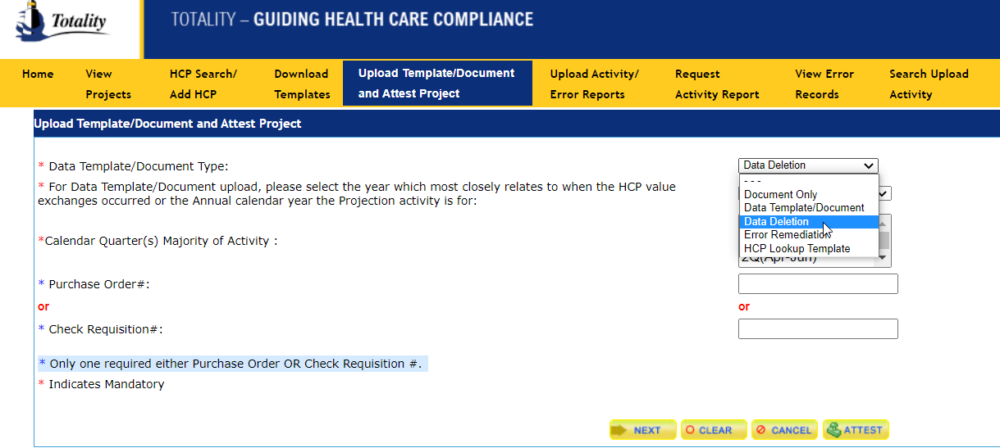 Totality
TOTALITY – GUIDING HEALTH CARE COMPLIANCE
Home
View
Projects
HCP Search/
Add HCP
Download
Templates
Upload Template/Document
and Attest Project
Upload Activity/
Error Reports
Request
Activity Report
View Error
Records
Search Upload
Activity
Upload Template/Document and Attest Project
* Data Template/Document Type:
Data Deletion
- - -
Document Only
Data Template/Document
Data Deletion
Error Remediation
HCP Lookup Template
* For Data Template/Document upload, please select the year which most closely relates to when the HCP value
exchanges occurred or the Annual calendar year the Projection activity is for:
*Calendar Quarter(s) Majority of Activity :
2Q(Apr-Jun)
* Purchase Order#:
or
or
* Check Requisition#:
* Only one required either Purchase Order OR Check Requisition #.
* Indicates Mandatory
NEXT
CLEAR
CANCEL
ATTEST